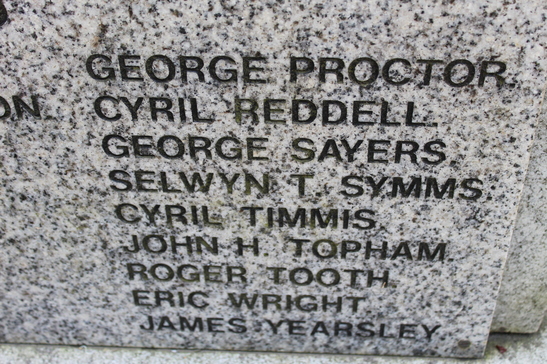 GEORGE PROCTOR.
ON. CYRIL REDDELL.
GEORGE SAYERS.
SELWYN T. SYMMS.
CYRIL TIMMIS.
JOHN H. TOPHAM.
ROGER TOOTH.
ERIC WRIGHT.
JAMES YEARSLEY.